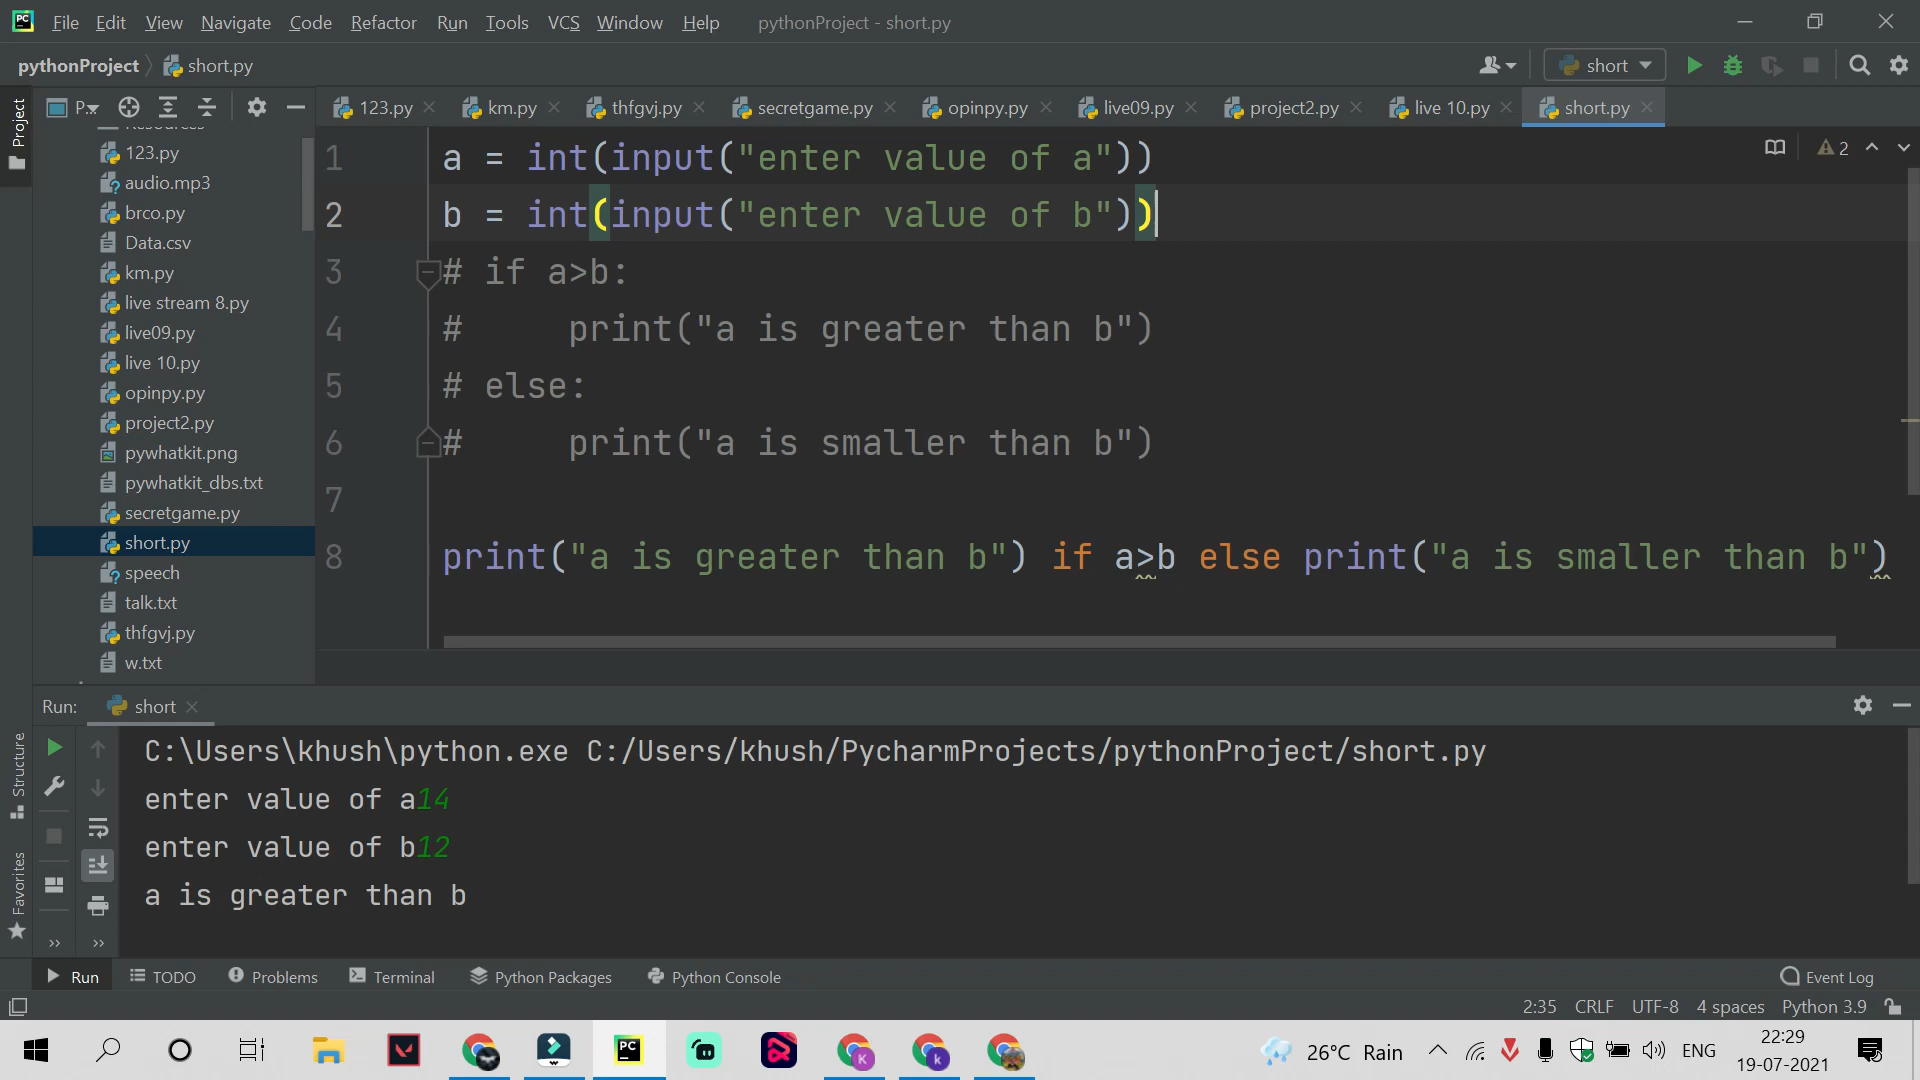 File Edit View Navigate Code Refactor Run Tools VCS Window Help pythonProject - short.py
pythonProject short.py short
Project P... 123.py km.py thfgvj.py secretgame.py opinpy.py live09.py project2.py live 10.py short.py
Resources
123.py
audio.mp3
brco.py
Data.csv
km.py
live stream 8.py
live09.py
live 10.py
opinpy.py
project2.py
pywhatkit.png
pywhatkit_dbs.txt
secretgame.py
short.py
speech
talk.txt
thfgvj.py
w.txt
2
1 a = int(input("enter value of a"))
2 b = int(input("enter value of b"))
3 # if a>b:
4 #     print("a is greater than b")
5 # else:
6 #     print("a is smaller than b")
7
8 print("a is greater than b") if a>b else print("a is smaller than b")
Run: short
Structure
Favorites
C:\Users\khush\python.exe C:/Users/khush/PycharmProjects/pythonProject/short.py
enter value of a14
enter value of b12
a is greater than b
Run TODO Problems Terminal Python Packages Python Console Event Log
2:35 CRLF UTF-8 4 spaces Python 3.9
PC K k 26°C Rain ENG 22:29
19-07-2021